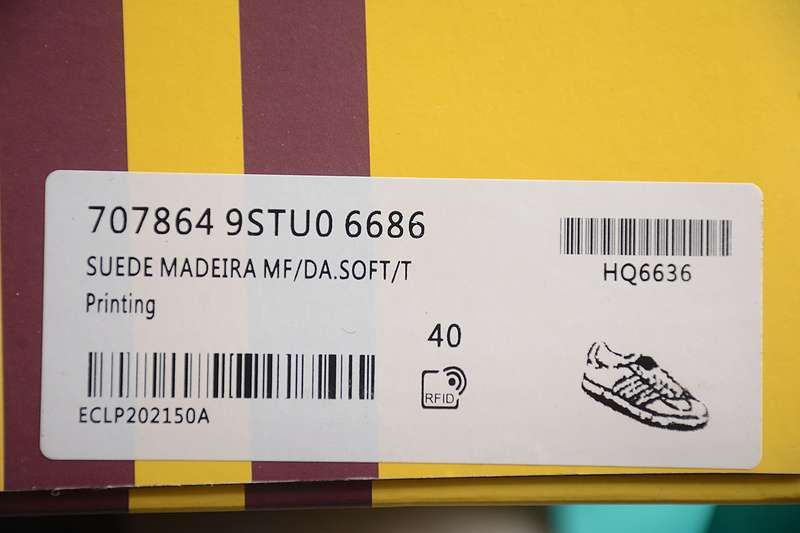 707864 9STU0 6686
SUEDE MADEIRA MF/DA.SOFT/T
Printing
ECLP202150A
40
RFID
HQ6636